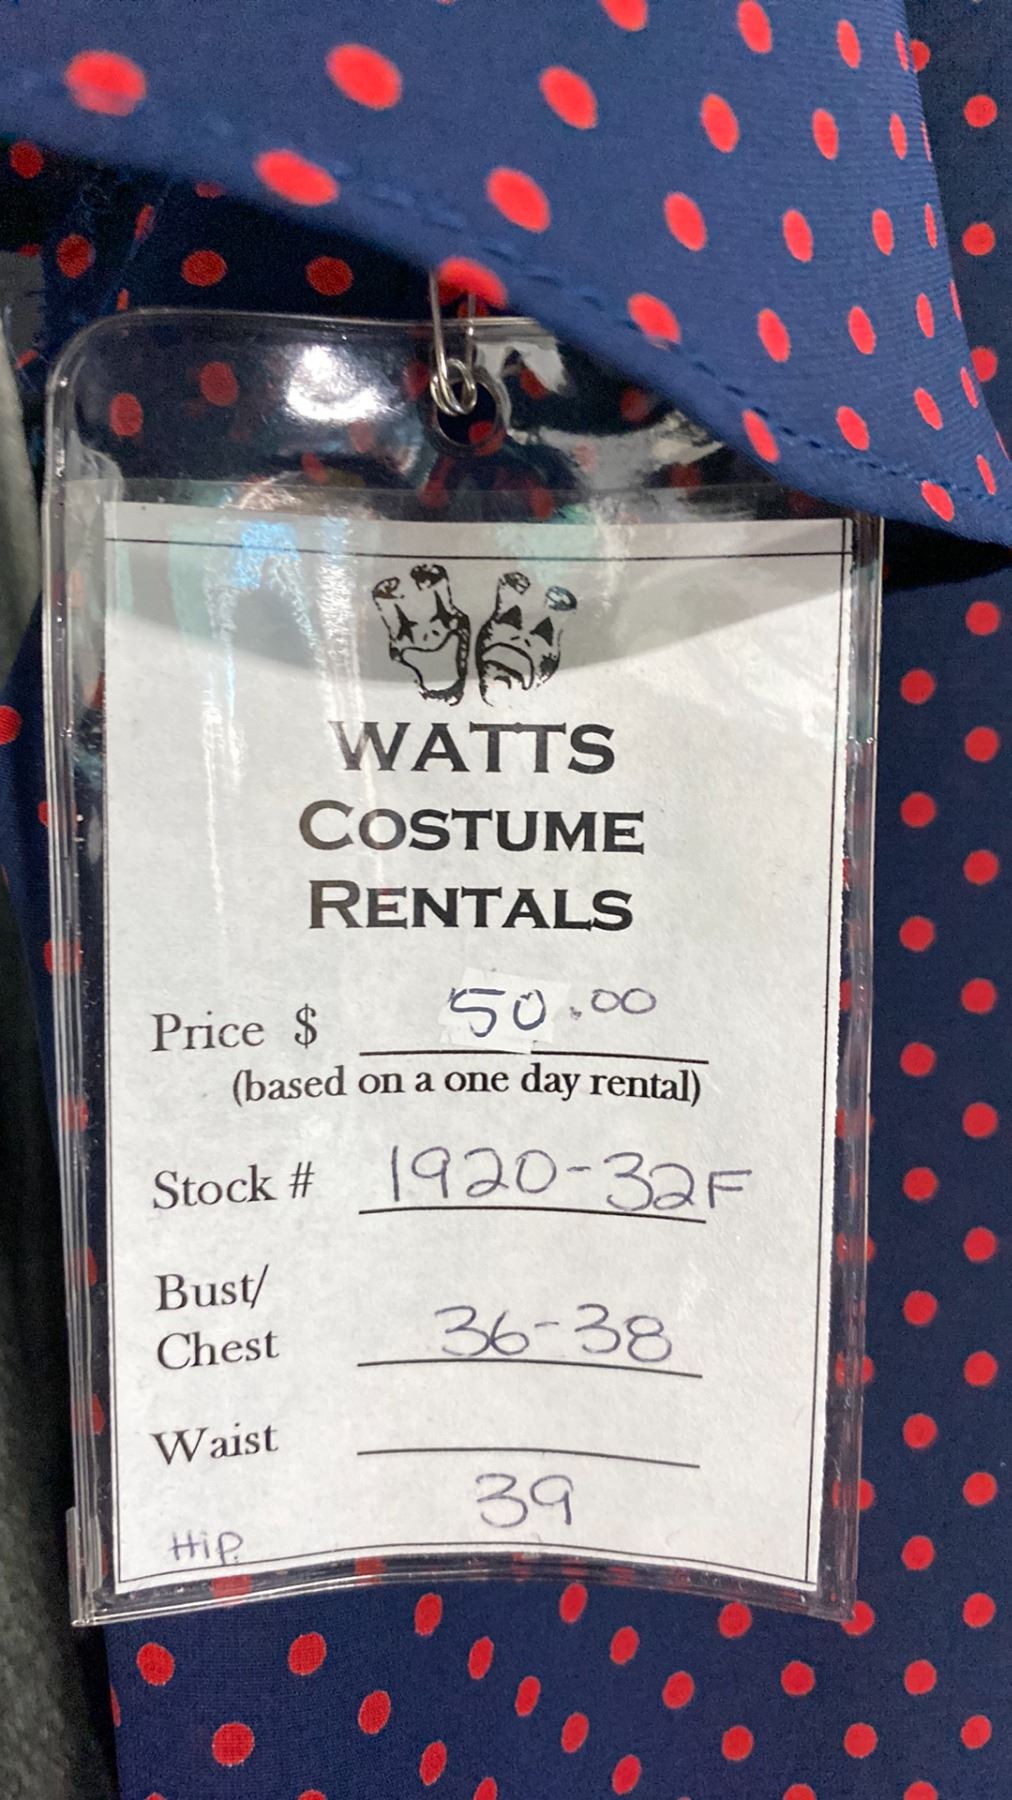 WATTS
COSTUME
RENTALS
Price $ 50.00
(based on a one day rental)
Stock # 1920-32F
Bust/
Chest 36-38
Waist
39
Hip.